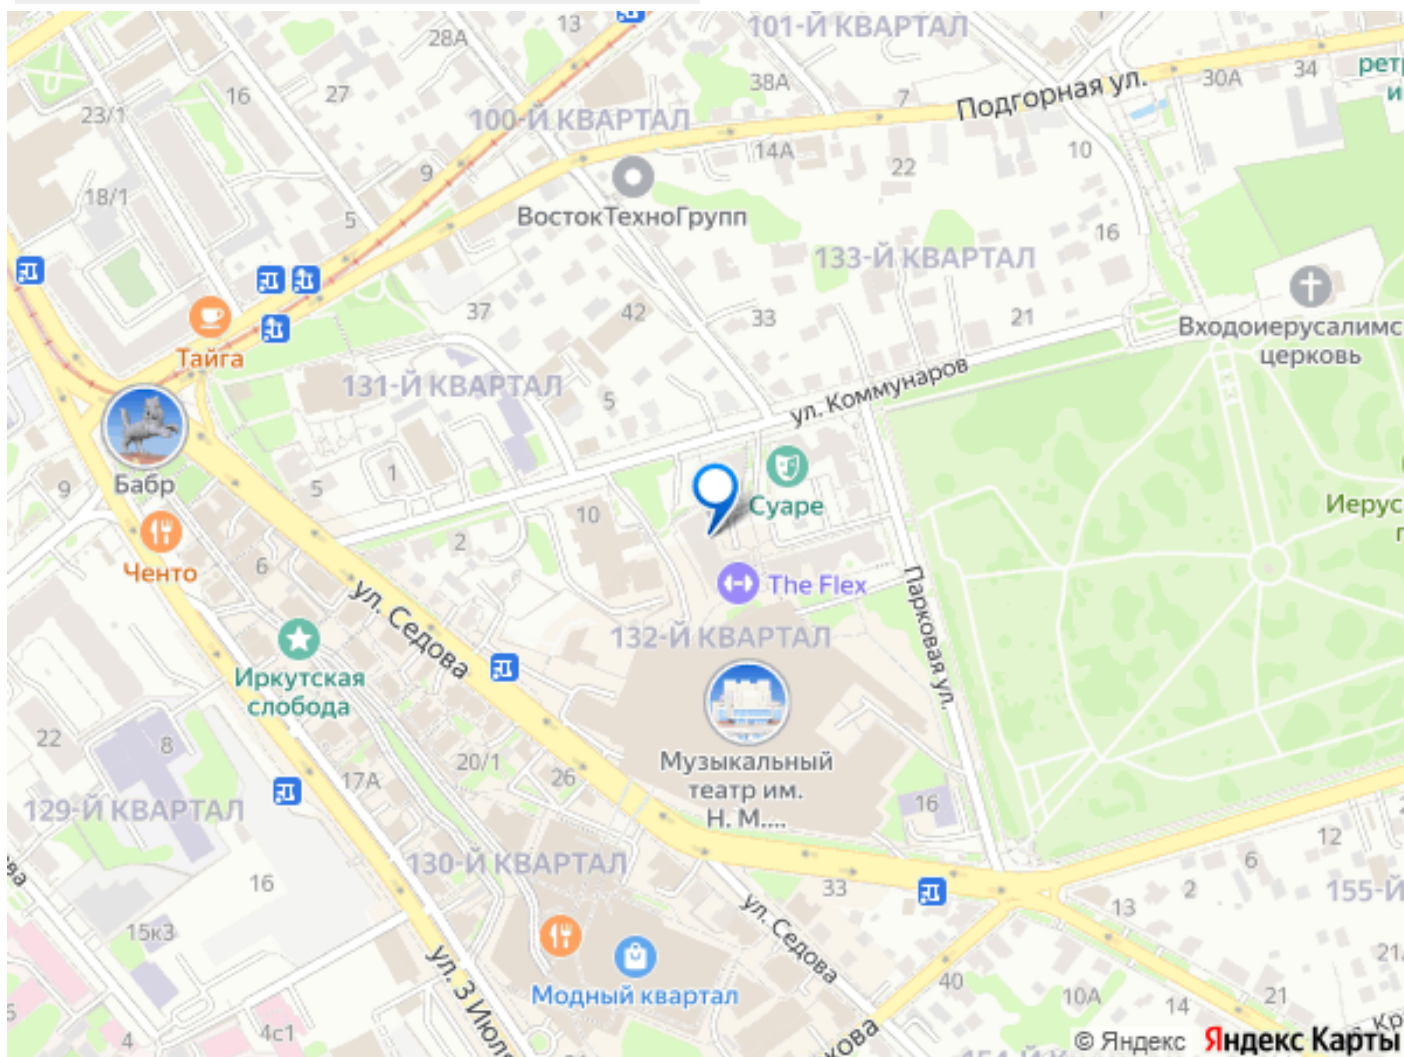 13
101-Й КВАРТАЛ
28А
38А
30А
34
16
27
7
Подгорная ул.
23/1
100-Й КВАРТАЛ
14А
22
10
9
18/1
ВостокТехноГрупп
5
16
133-Й КВАРТАЛ
37
42
33
21
Входоиерусалимс
церковь
Тайга
131-Й КВАРТАЛ
5
ул. Коммунаров
1
Бабр
9
5
10
Суаре
2
Ченто
6
The Flex
ул. Седова
Парковая ул.
132-Й КВАРТАЛ
Иркутская
слобода
22
8
17А
20/1
26
Музыкальный
театр им.
Н. М....
16
129-Й КВАРТАЛ
130-Й КВАРТАЛ
12
6
2
33
155-Й
16
13
15к3
ул. Седова
ул. 3 Июля
Модный квартал
40
10А
14
21
4
4с1
© Яндекс Яндекс Карты